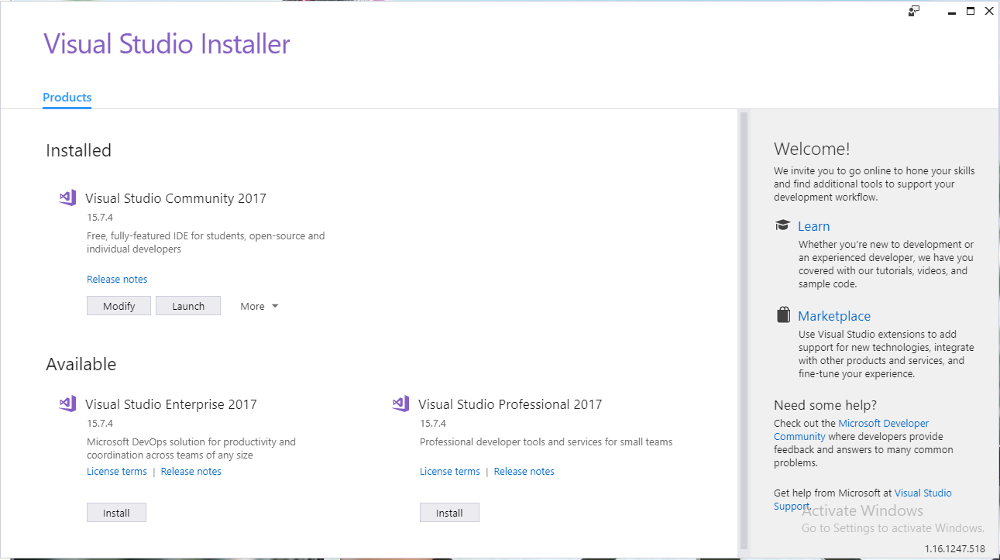 Visual Studio Installer
Products
Installed
Visual Studio Community 2017
15.7.4
Free, fully-featured IDE for students, open-source and
individual developers
Release notes
Modify
Launch
More
Available
Visual Studio Enterprise 2017
15.7.4
Microsoft DevOps solution for productivity and
coordination across teams of any size
License terms | Release notes
Install
Visual Studio Professional 2017
15.7.4
Professional developer tools and services for small teams
License terms | Release notes
Install
Welcome!
We invite you to go online to hone your skills
and find additional tools to support your
development workflow.
Learn
Whether you're new to development or
an experienced developer, we have you
covered with our tutorials, videos, and
sample code.
Marketplace
Use Visual Studio extensions to add
support for new technologies, integrate
with other products and services, and
fine-tune your experience.
Need some help?
Check out the Microsoft Developer
Community where developers provide
feedback and answers to many common
problems.
Get help from Microsoft at Visual Studio
Support.
Activate Windows
Go to Settings to activate Windows.
1.16.1247.518